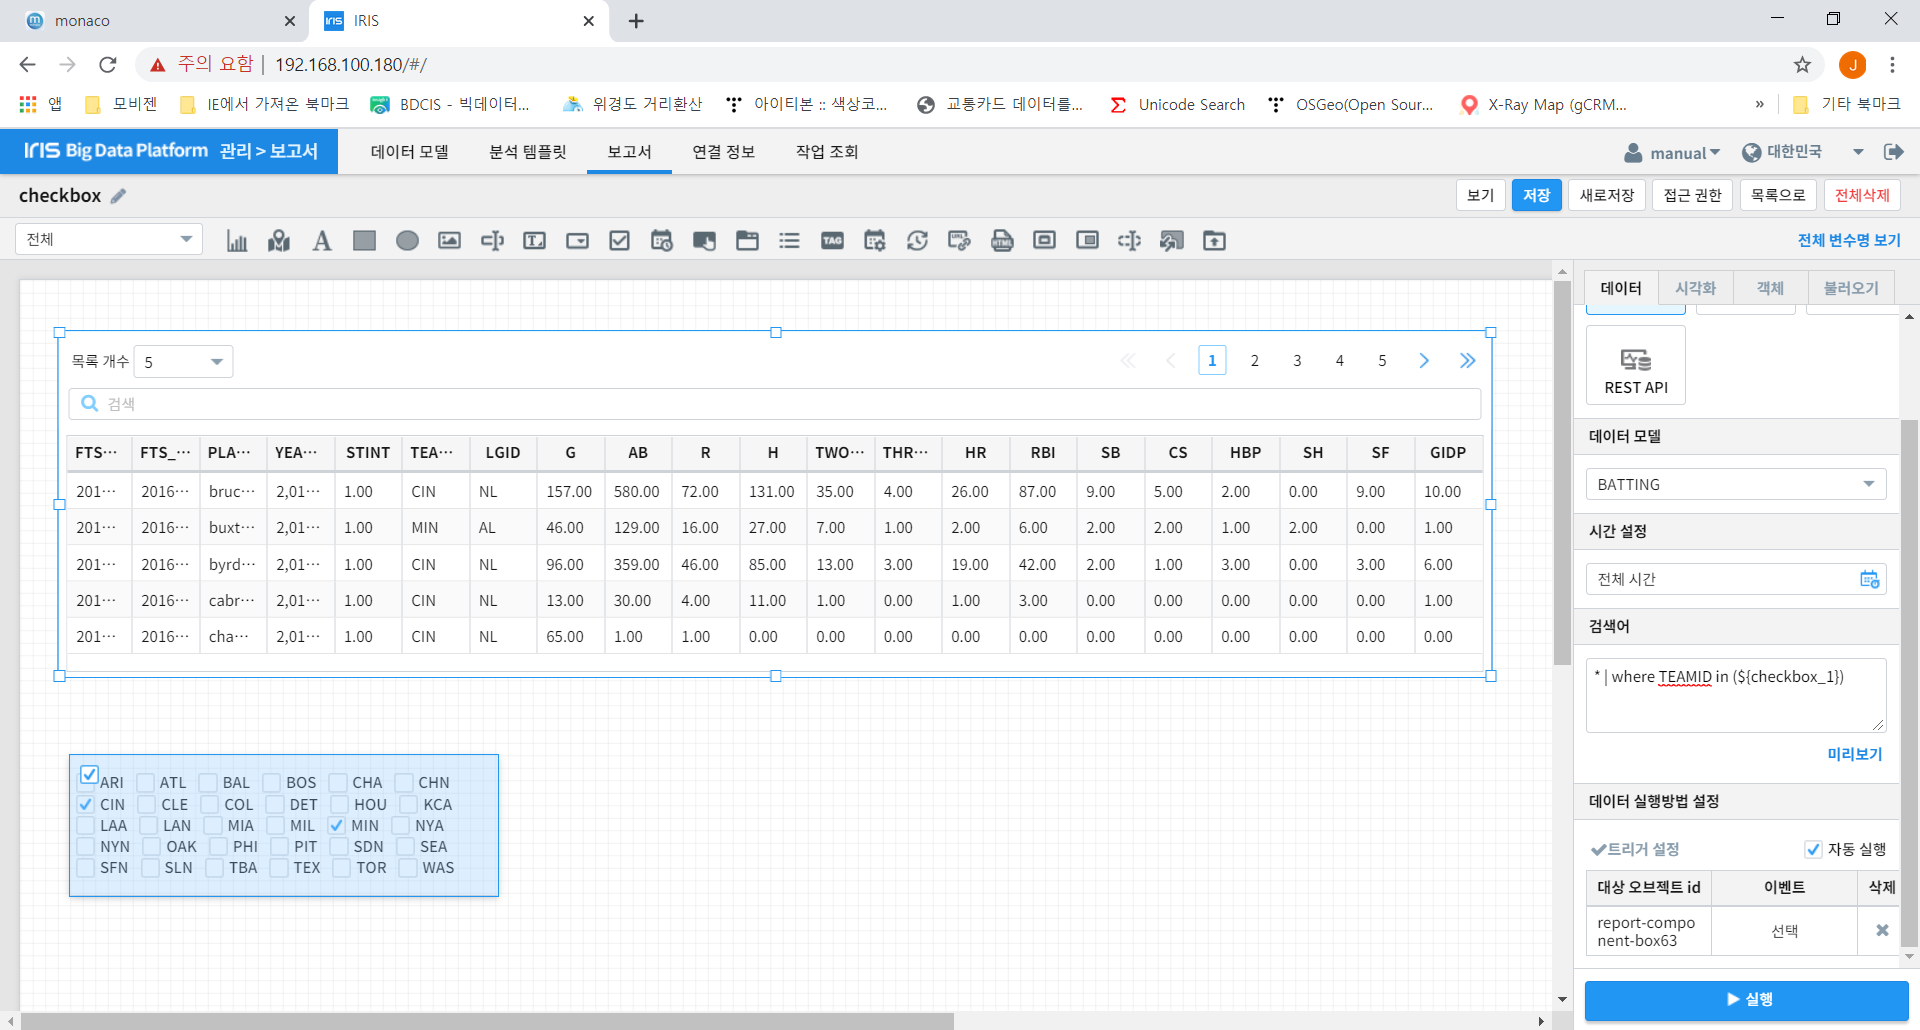 monaco
IRIS
주의 요함
192.168.100.180/#/
J
앱
모비젠
IE에서 가져온 북마크
BDCIS - 빅데이터...
위경도 거리환산
아이티본 :: 색상코...
교통카드 데이터를...
Unicode Search
OSGeo(Open Sour...
X-Ray Map (gCRM...
»
기타 북마크
IRIS Big Data Platform 관리 > 보고서
데이터 모델
분석 템플릿
보고서
연결 정보
작업 조회
manual
대한민국
checkbox
보기
저장
새로저장
접근 권한
목록으로
전체삭제
전체
TAG
URL
HTML
전체 변수명 보기
데이터
시각화
객체
불러오기
목록 개수 5
1 2 3 4 5
검색
FTS··· FTS_··· PLA··· YEA··· STINT TEA··· LGID G AB R H TWO··· THR··· HR RBI SB CS HBP SH SF GIDP
201··· 2016··· bruc··· 2,01··· 1.00 CIN NL 157.00 580.00 72.00 131.00 35.00 4.00 26.00 87.00 9.00 5.00 2.00 0.00 9.00 10.00
201··· 2016··· buxt··· 2,01··· 1.00 MIN AL 46.00 129.00 16.00 27.00 7.00 1.00 2.00 6.00 2.00 2.00 1.00 2.00 0.00 1.00
201··· 2016··· byrd··· 2,01··· 1.00 CIN NL 96.00 359.00 46.00 85.00 13.00 3.00 19.00 42.00 2.00 1.00 3.00 0.00 3.00 6.00
201··· 2016··· cabr··· 2,01··· 1.00 CIN NL 13.00 30.00 4.00 11.00 1.00 0.00 1.00 3.00 0.00 0.00 0.00 0.00 0.00 1.00
201··· 2016··· cha··· 2,01··· 1.00 CIN NL 65.00 1.00 1.00 0.00 0.00 0.00 0.00 0.00 0.00 0.00 0.00 0.00 0.00 0.00
ARI ATL BAL BOS CHA CHN
CIN CLE COL DET HOU KCA
LAA LAN MIA MIL MIN NYA
NYN OAK PHI PIT SDN SEA
SFN SLN TBA TEX TOR WAS
REST API
데이터 모델
BATTING
시간 설정
전체 시간
검색어
* | where TEAMID in (${checkbox_1})
미리보기
데이터 실행방법 설정
트리거 설정
자동 실행
대상 오브젝트 id 이벤트 삭제
report-compo
nent-box63
선택
실행